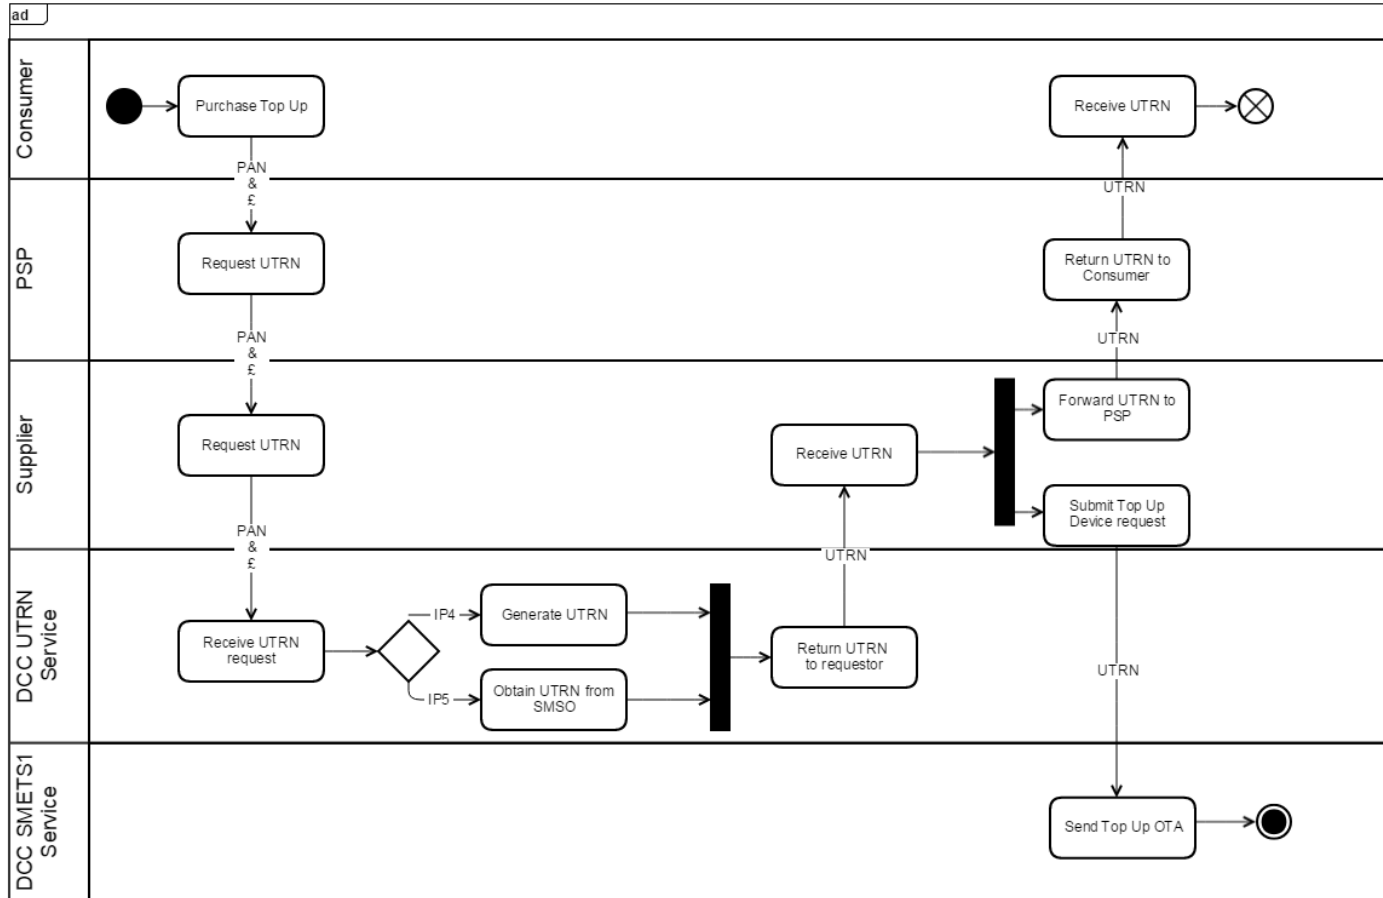 ad
Consumer
Purchase Top Up
Receive UTRN
PAN
&
£
UTRN
PSP
Request UTRN
Return UTRN to
Consumer
PAN
&
£
UTRN
Supplier
Request UTRN
Receive UTRN
Forward UTRN to
PSP
Submit Top Up
Device request
PAN
&
£
UTRN
DCC UTRN
Service
Receive UTRN
request
IP4
Generate UTRN
IP5
Obtain UTRN from
SMSO
Return UTRN
to requestor
UTRN
DCC SMETS1
Service
Send Top Up OTA